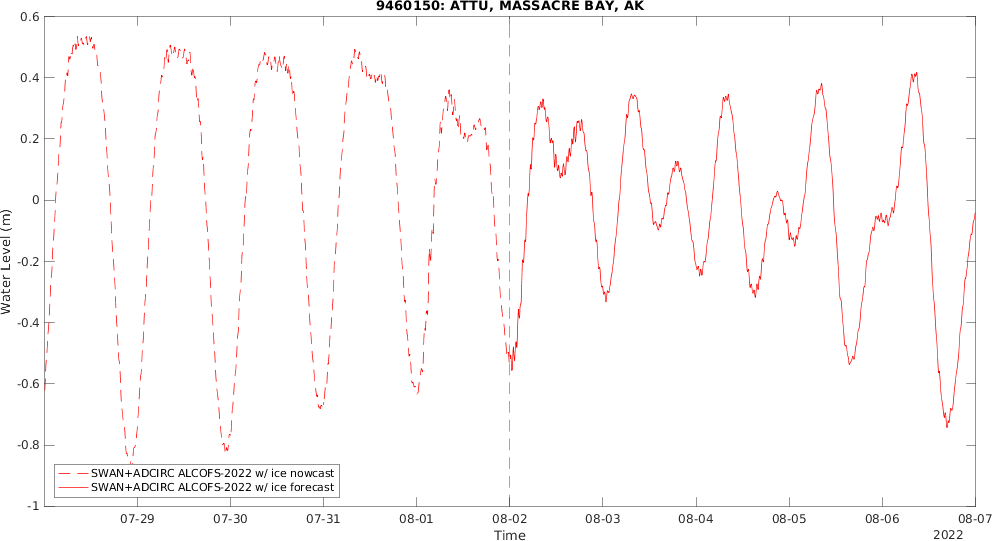 9460150: ATTU, MASSACRE BAY, AK
0.6
0.4
0.2
0
-0.2
-0.4
-0.6
-0.8
-1
Water Level (m)
SWAN+ADCIRC ALCOFS-2022 w/ ice nowcast
SWAN+ADCIRC ALCOFS-2022 w/ ice forecast
07-29 07-30 07-31 08-01 08-02 08-03 08-04 08-05 08-06 08-07
Time
2022